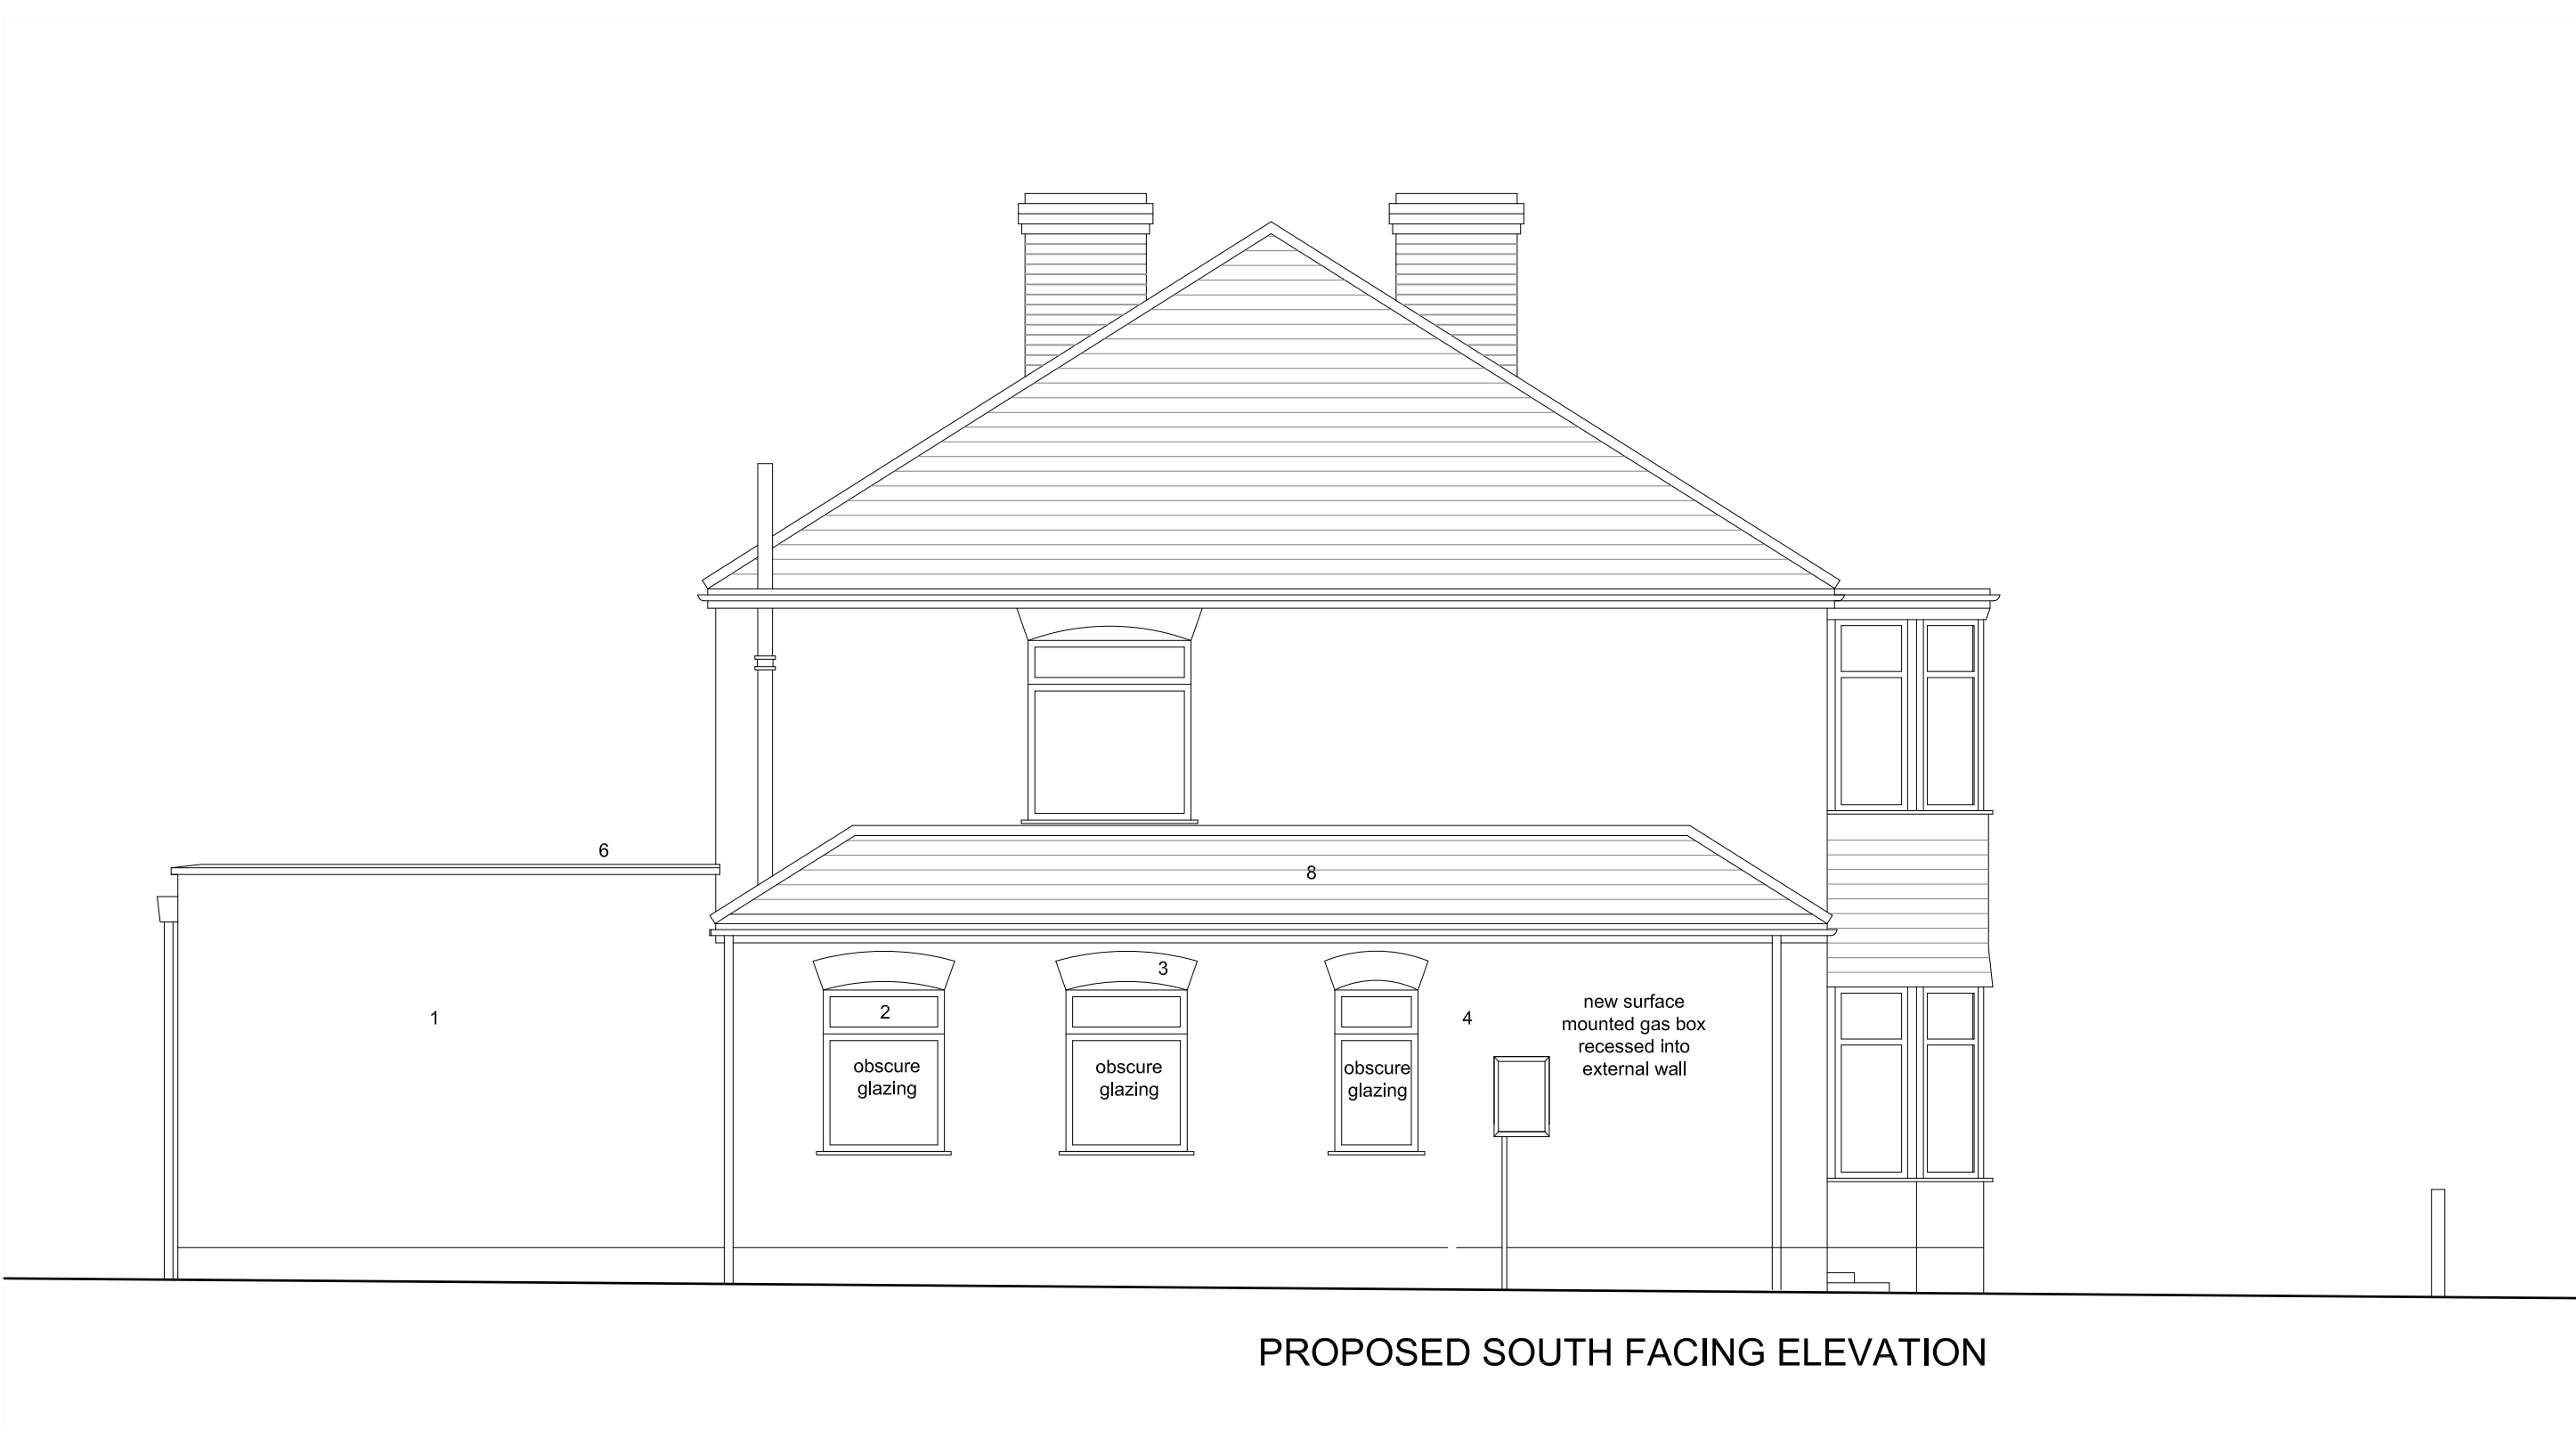 6
8
3
2
1
4
new surface
mounted gas box
recessed into
external wall
obscure
glazing
obscure
glazing
obscure
glazing
PROPOSED SOUTH FACING ELEVATION